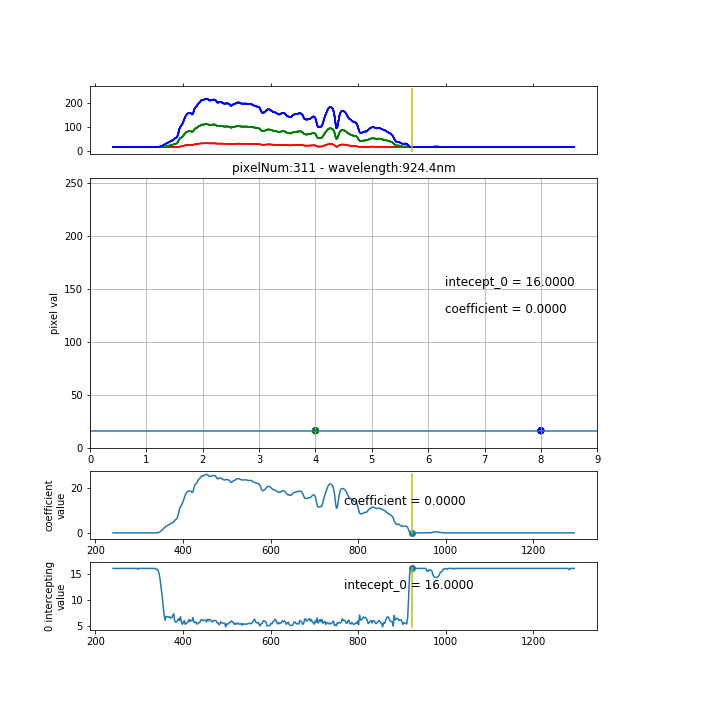 200
100
0
pixelNum:311 - wavelength:924.4nm
250
200
150
100
50
0
pixel val
intecept_0 = 16.0000
coefficient = 0.0000
0 1 2 3 4 5 6 7 8 9
20
0
coefficient
value
coefficient = 0.0000
200 400 600 800 1000 1200
15
10
5
0 intercepting
value
intecept_0 = 16.0000
200 400 600 800 1000 1200